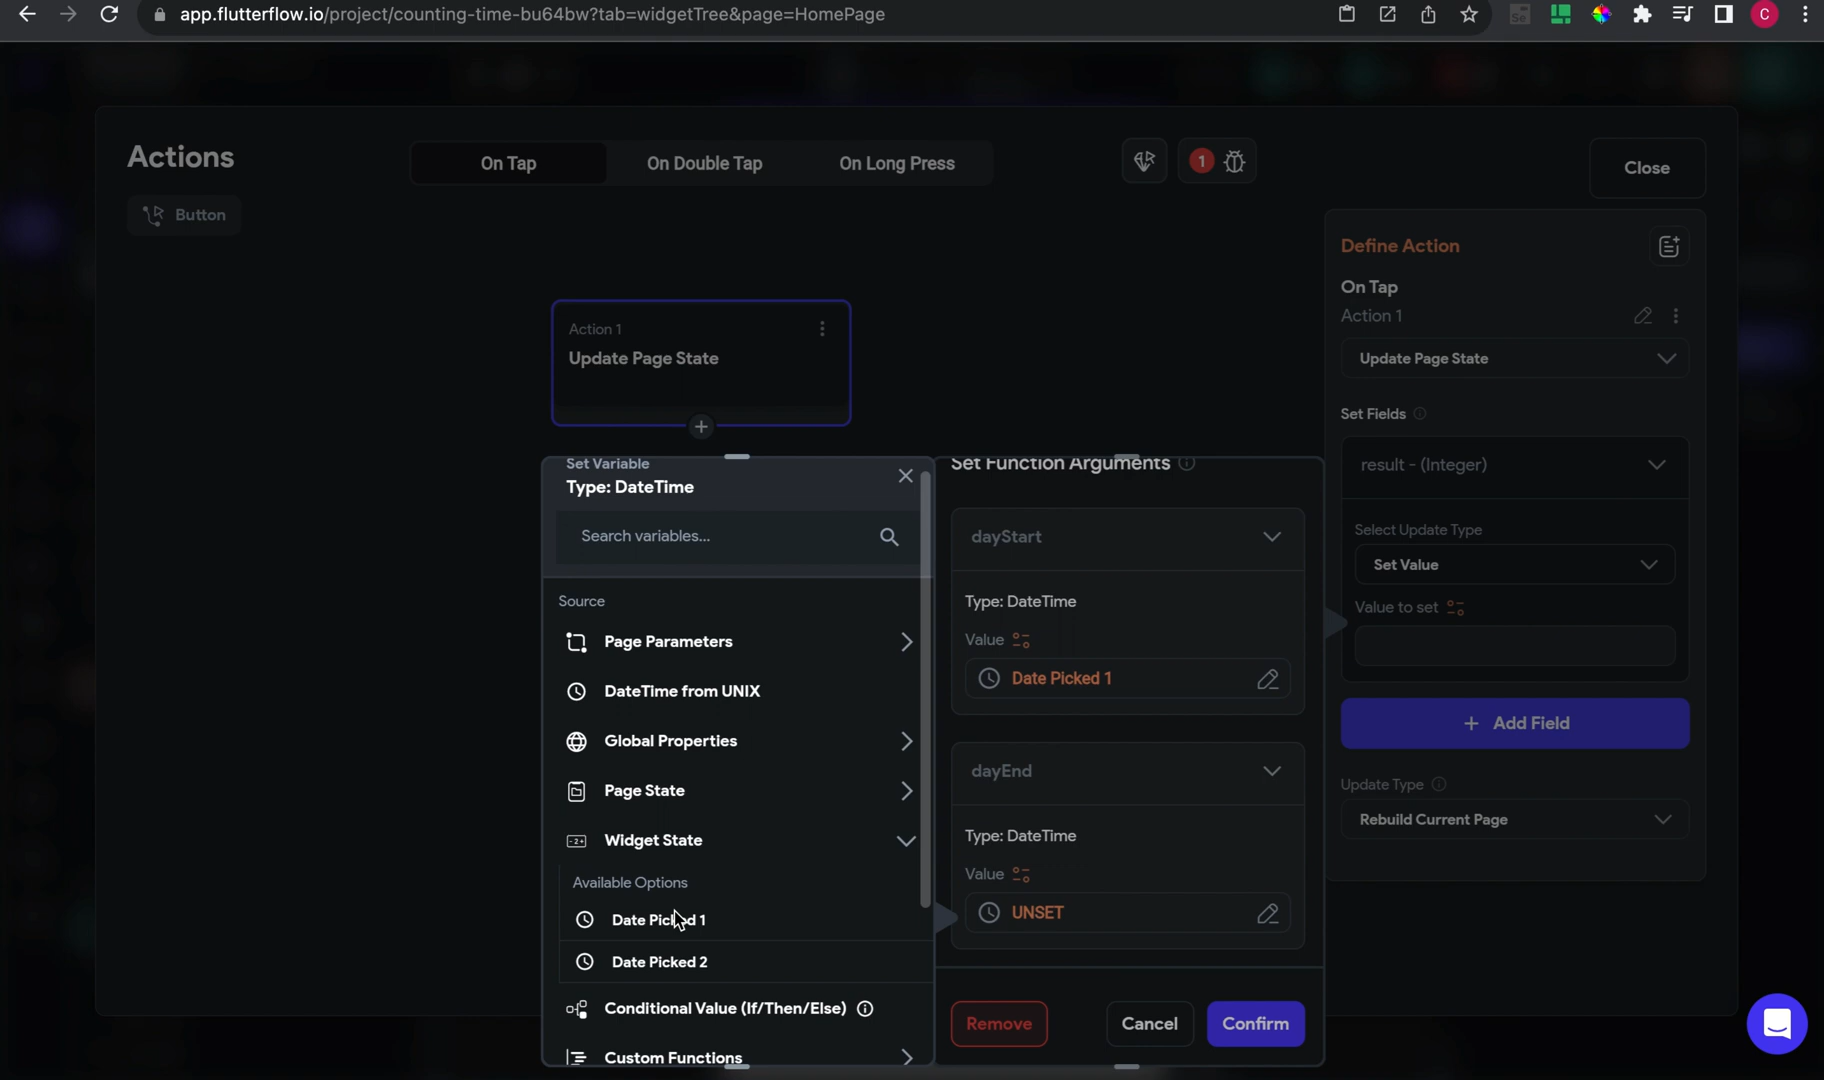 app.flutterflow.io/project/counting-time-bu64bw?tab=widgetTree&page=HomePage
C
Actions
On Tap
On Double Tap
On Long Press
1
Close
Button
Define Action
On Tap
Action 1
Action 1
Update Page State
Update Page State
Set Fields
result - (Integer)
Select Update Type
Set Value
Value to set
+ Add Field
Update Type
Rebuild Current Page
Set Variable
Type: DateTime
Search variables...
Source
Page Parameters
DateTime from UNIX
Global Properties
Page State
Widget State
Available Options
Date Picked 1
Date Picked 2
Conditional Value (If/Then/Else)
Custom Functions
Set Function Arguments
dayStart
Type: DateTime
Value
Date Picked 1
dayEnd
Type: DateTime
Value
UNSET
Remove
Cancel
Confirm